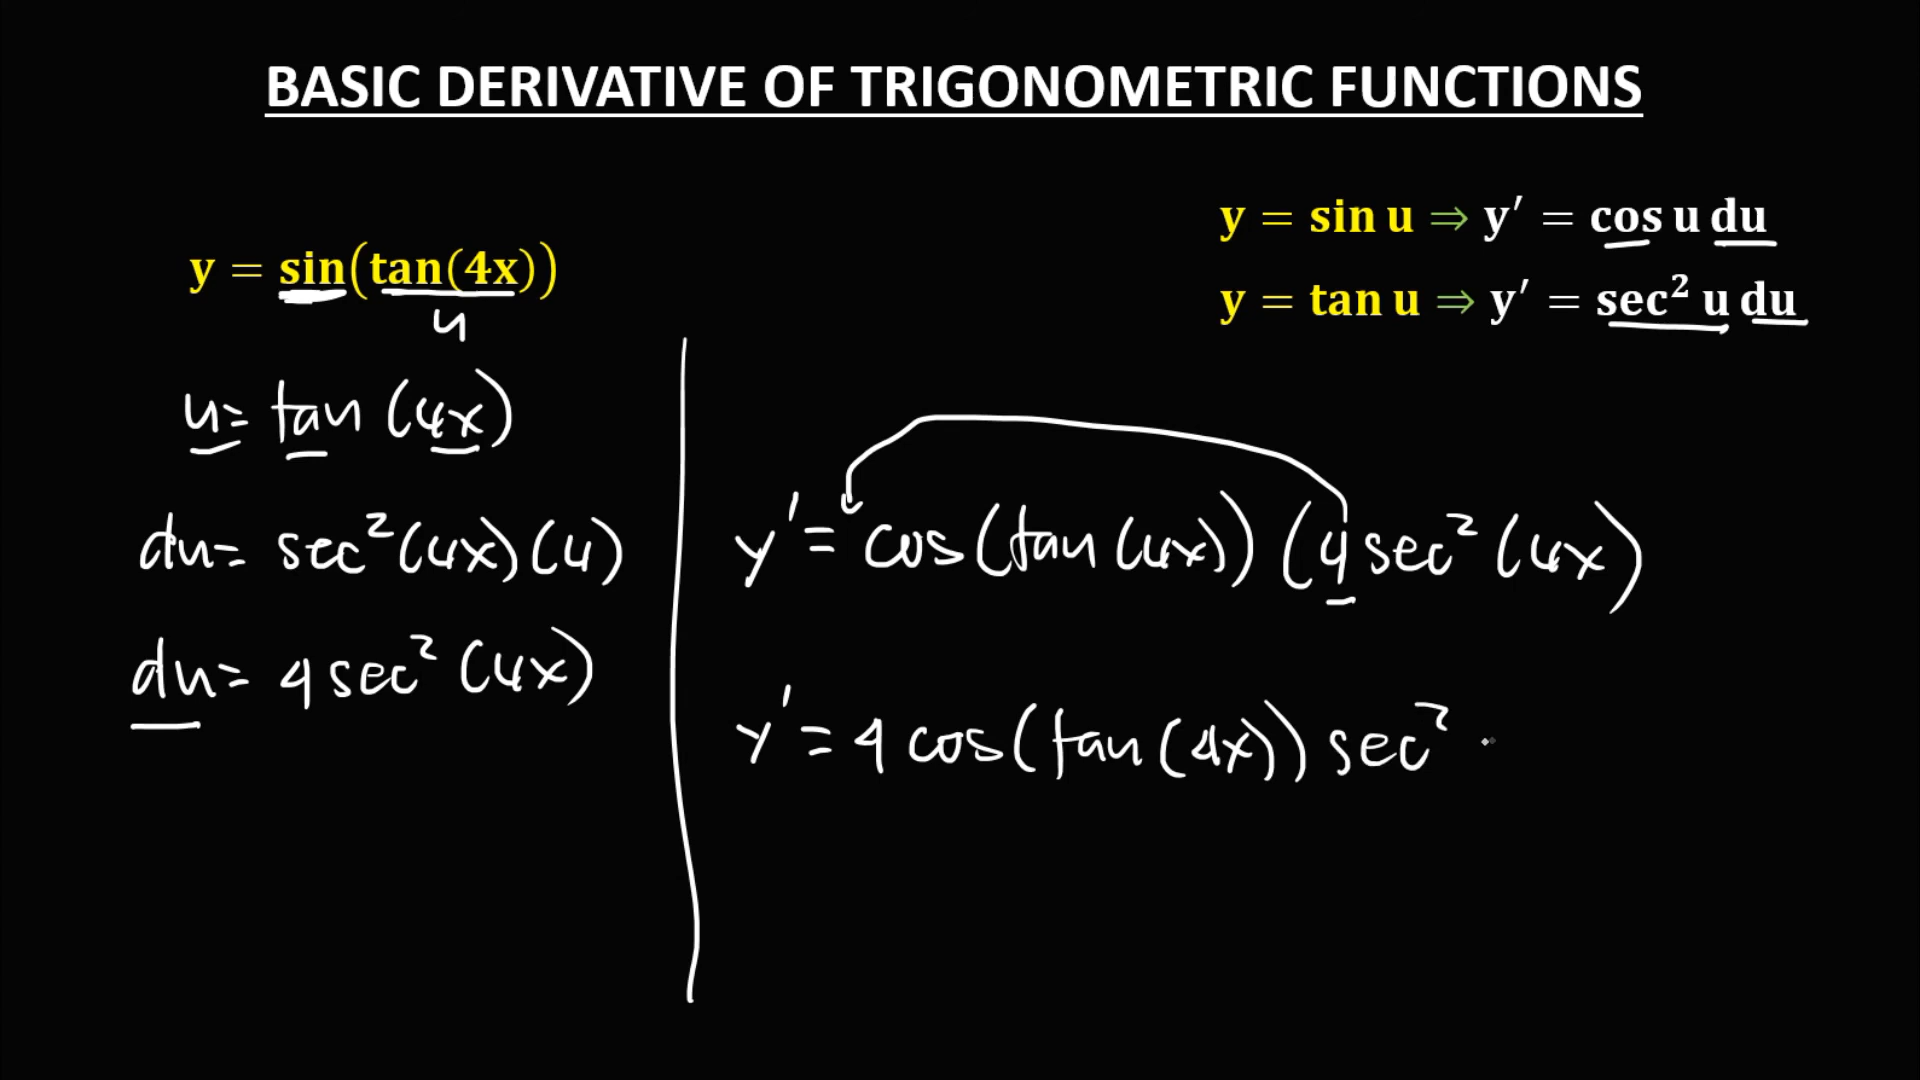 BASIC DERIVATIVE OF TRIGONOMETRIC FUNCTIONS
y = sin(tan(4x))
u
y = sin u ⇒ y′ = cos u du
y = tan u ⇒ y′ = sec² u du
u = tan (4x)
du = sec² (4x) (4)
du = 4 sec² (4x)
y' = cos (tan (4x)) (4 sec² (4x)
y' = 4 cos (tan (4x)) sec²